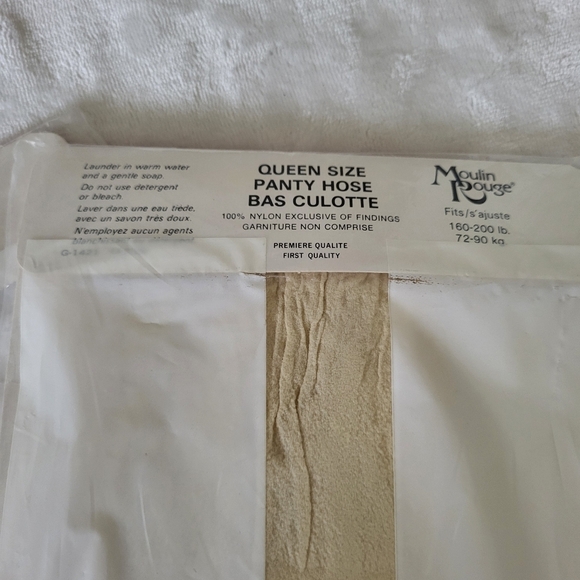 Launder in warm water
and a gentle soap.
Do not use detergent
or bleach.
Laver dans une eau tiede,
avec un savon très doux.
N'employez aucun agents
QUEEN SIZE
PANTY HOSE
BAS CULOTTE
100% NYLON EXCLUSIVE OF FINDINGS
GARNITURE NON COMPRISE
PREMIERE QUALITE
FIRST QUALITY
Moulin
Rouge®
Fits/s'ajuste
160-200 lb.
72-90 kg.